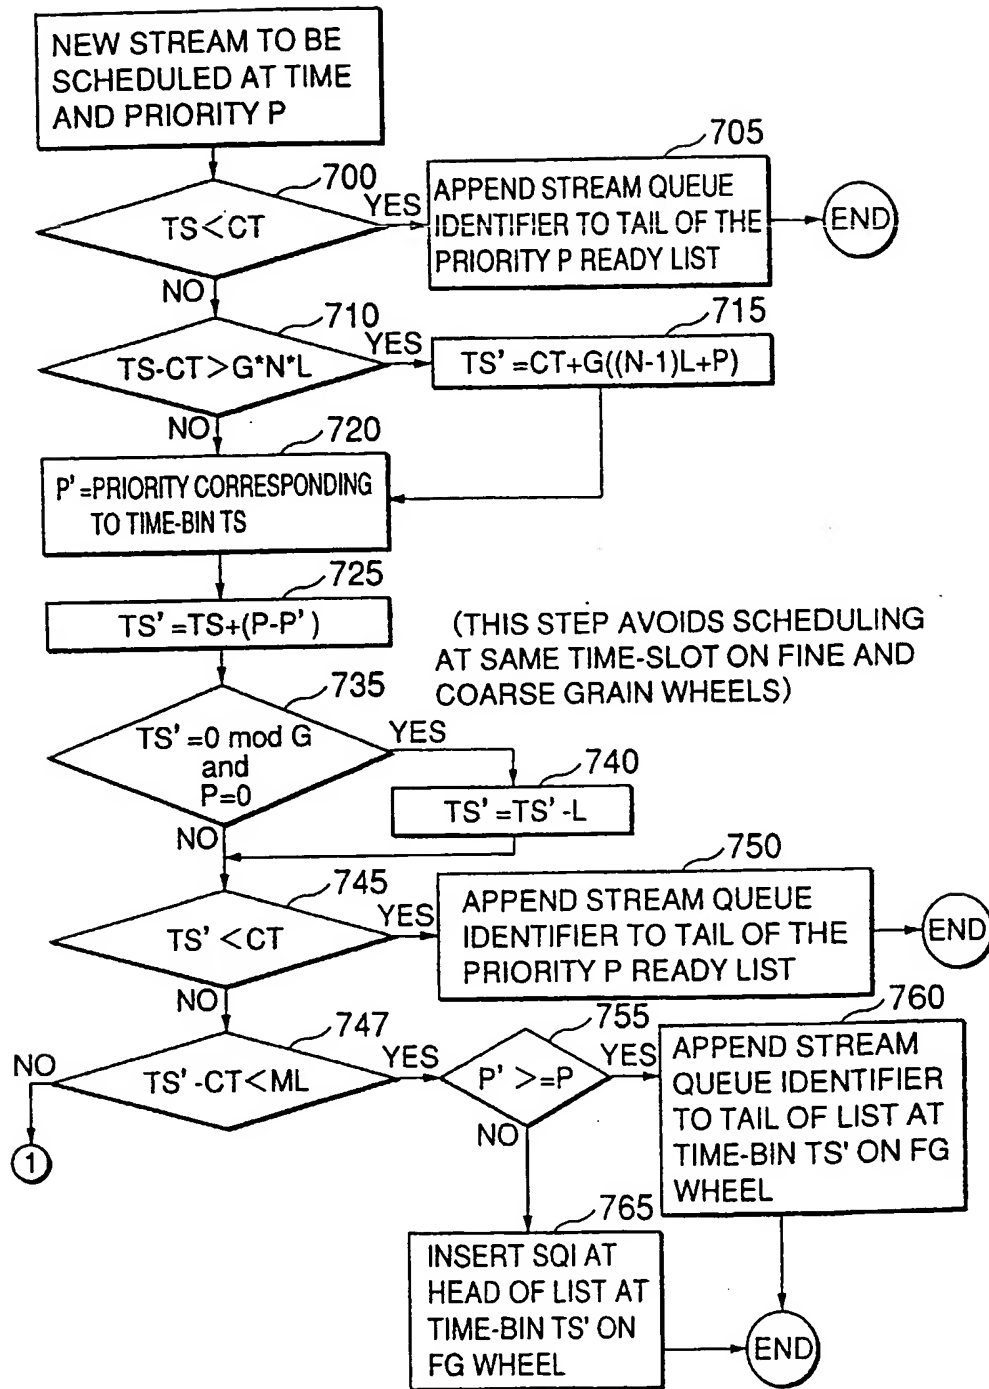 NEW STREAM TO BE
SCHEDULED AT TIME
AND PRIORITY P
700
TS<CT
YES
705
APPEND STREAM QUEUE
IDENTIFIER TO TAIL OF THE
PRIORITY P READY LIST
END
NO
710
TS-CT>G*N*L
YES
715
TS'=CT+G((N-1)L+P)
NO
720
P'=PRIORITY CORRESPONDING
TO TIME-BIN TS
725
TS'=TS+(P-P')
(THIS STEP AVOIDS SCHEDULING
AT SAME TIME-SLOT ON FINE AND
COARSE GRAIN WHEELS)
735
TS'=0 mod G
and
P=0
YES
740
TS'=TS'-L
NO
745
TS'<CT
YES
750
APPEND STREAM QUEUE
IDENTIFIER TO TAIL OF THE
PRIORITY P READY LIST
END
NO
747
TS'-CT<ML
NO
1
YES
755
P'>=P
YES
760
APPEND STREAM
QUEUE IDENTIFIER
TO TAIL OF LIST AT
TIME-BIN TS' ON FG
WHEEL
NO
765
INSERT SQI AT
HEAD OF LIST AT
TIME-BIN TS' ON
FG WHEEL
END